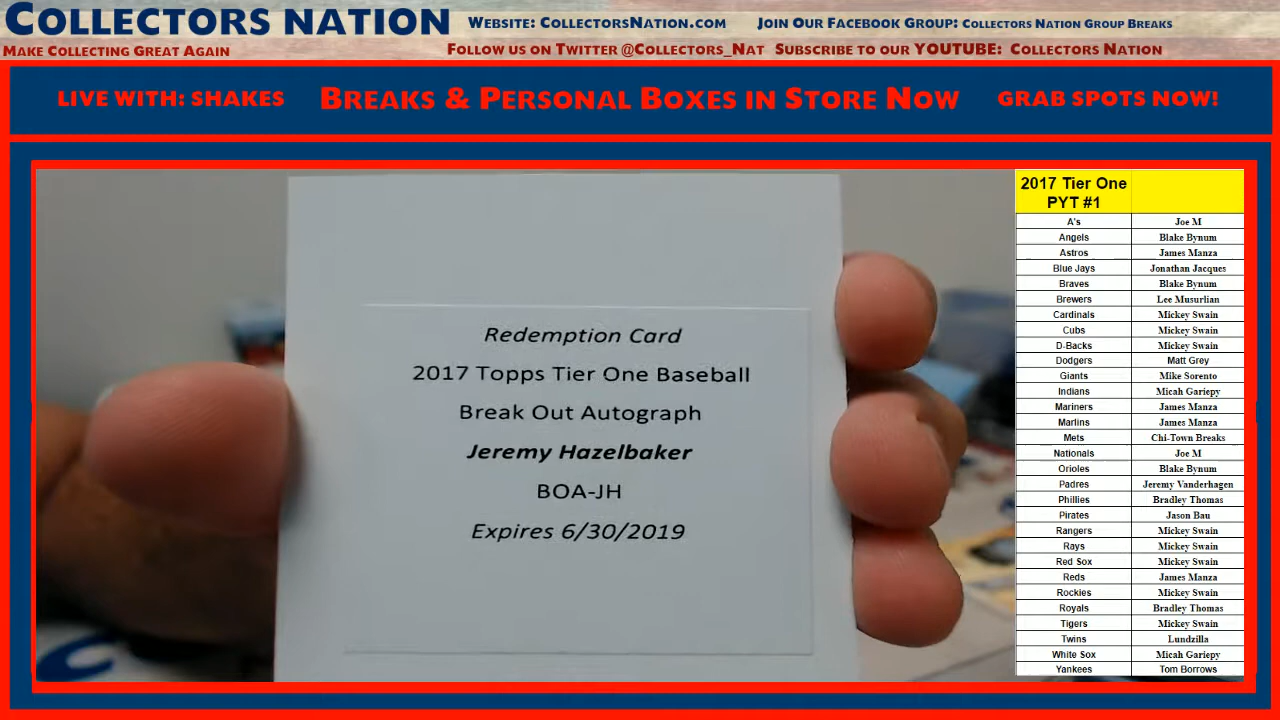 COLLECTORS NATION
WEBSITE: COLLECTORSNATION.COM
JOIN OUR FACEBOOK GROUP: COLLECTORS NATION GROUP BREAKS
MAKE COLLECTING GREAT AGAIN
FOLLOW US ON TWITTER @COLLECTORS_NAT SUBSCRIBE TO OUR YOUTUBE: COLLECTORS NATION
LIVE WITH: SHAKES
BREAKS & PERSONAL BOXES IN STORE NOW
GRAB SPOTS NOW!
Redemption Card
2017 Topps Tier One Baseball
Break Out Autograph
Jeremy Hazelbaker
BOA-JH
Expires 6/30/2019
2017 Tier One
PYT #1
A's Joe M
Angels Blake Bynum
Astros James Manza
Blue Jays Jonathan Jacques
Braves Blake Bynum
Brewers Lee Musurlian
Cardinals Mickey Swain
Cubs Mickey Swain
D-Backs Mickey Swain
Dodgers Matt Grey
Giants Mike Sorento
Indians Micah Gariepy
Mariners James Manza
Marlins James Manza
Mets Chi-Town Breaks
Nationals Joe M
Orioles Blake Bynum
Padres Jeremy Vanderhagen
Phillies Bradley Thomas
Pirates Jason Bau
Rangers Mickey Swain
Rays Mickey Swain
Red Sox Mickey Swain
Reds James Manza
Rockies Mickey Swain
Royals Bradley Thomas
Tigers Mickey Swain
Twins Lundzilla
White Sox Micah Gariepy
Yankees Tom Borrows